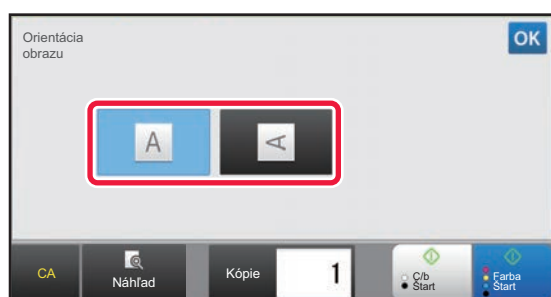 Orientácia
obrazu
OK
A
A
CA
Náhľad
Kópie
1
Č/b
Štart
Farba
Štart